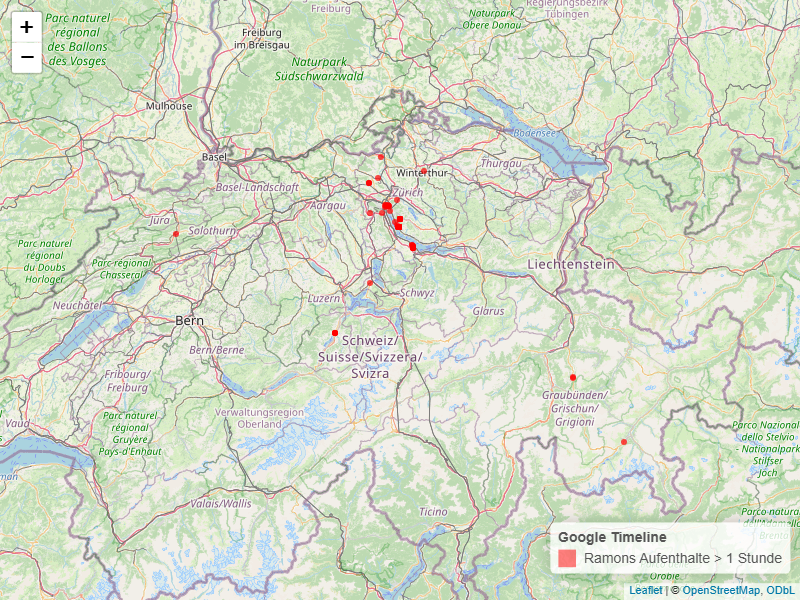 +
−
Parc naturel
régional
des Ballons
des Vosges
Freiburg
Freiburg
im Breisgau
Naturpark
Südschwarzwald
Naturpark
Obere Donau
Regierungsbezirk
Tübingen
Mulhouse
Basel
Bodensee
Winterthur
Thurgau
Basel-Landschaft
Zürich
Aargau
Jura
Solothurn
Parc naturel
régional
du Doubs
Horloger
Parc régional
Chasseral
Liechtenstein
Neuchâtel
Luzern
Schwyz
Glarus
Bern
Bern/Berne
Schweiz/
Suisse/Svizzera/
Svizra
Fribourg/
Freiburg
Graubünden/
Grischun/
Grigioni
Verwaltungsregion
Oberland
Parc naturel
régional
Gruyère
Pays-d'Enhaut
Vaud
man
Parco Nazionale
dello Stelvio
- Nationalpark
Stilfser
Joch
Valais/Wallis
Ticino
Parco naturale
dell'Adamello
Brenta
Google Timeline
Ramons Aufenthalte > 1 Stunde
Orobie
Leaflet | © OpenStreetMap, ODbL